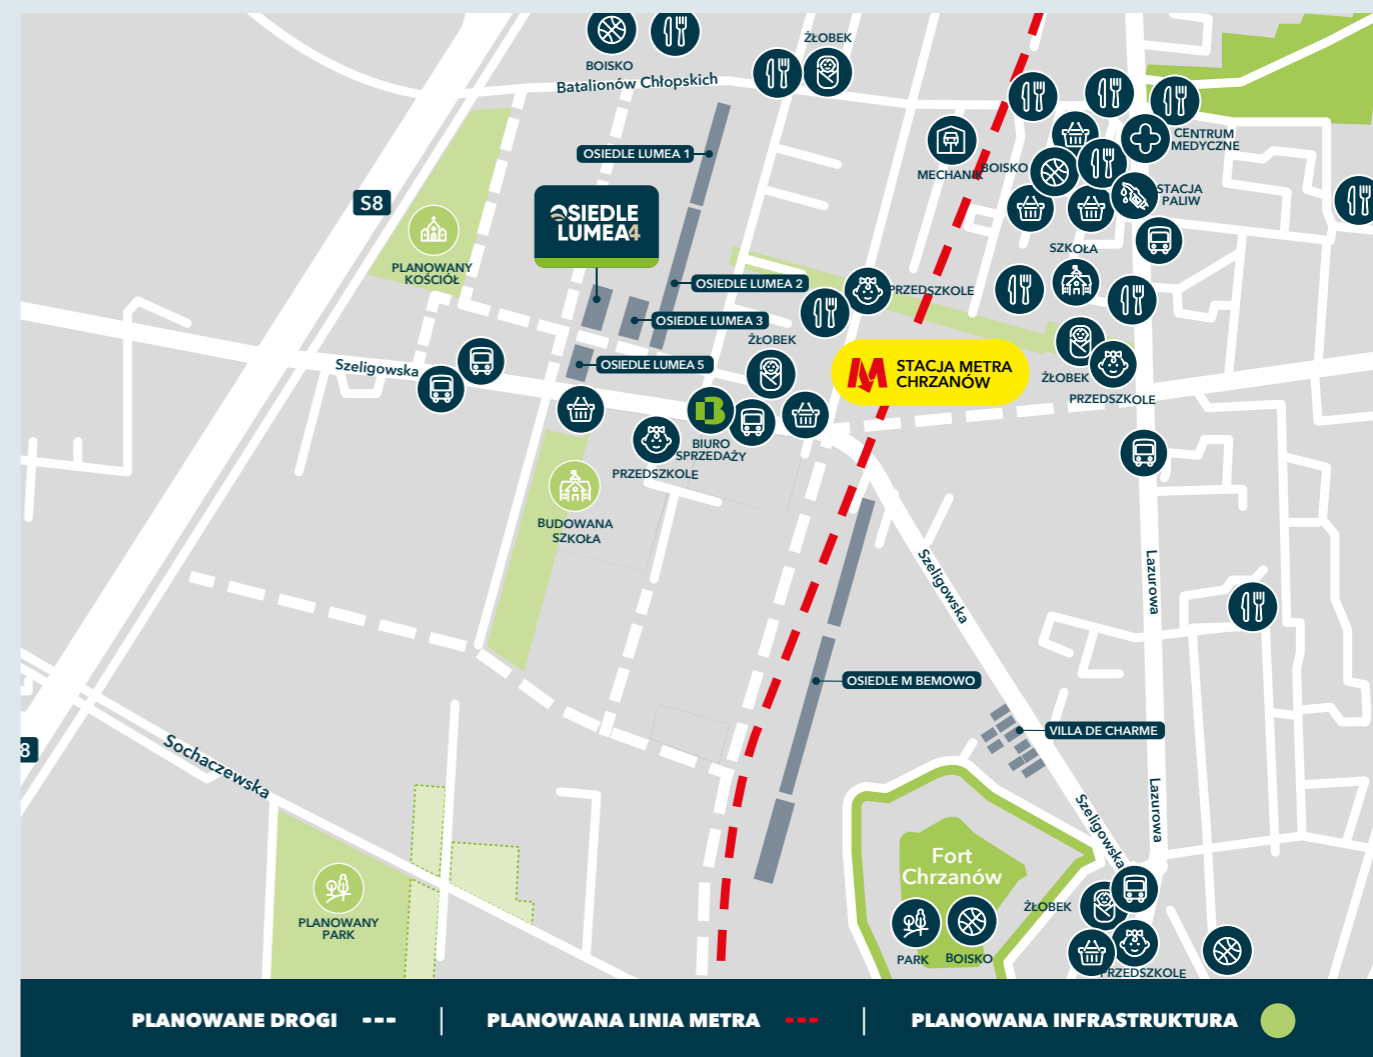 ŻŁOBEK
BOISKO
Batalionów Chłopskich
OSIEDLE LUMEA 1
MECHANIK
BOISKO
CENTRUM
MEDYCZNE
STACJA
PALIW
S8
OSIEDLE
LUMEA4
PLANOWANY
KOŚCIÓŁ
SZKOŁA
OSIEDLE LUMEA 2
PRZEDSZKOLE
OSIEDLE LUMEA 3
ŻŁOBEK
OSIEDLE LUMEA 5
Szeligowska
STACJA METRA
CHRZANÓW
ŻŁOBEK
PRZEDSZKOLE
BIURO
SPRZEDAŻY
PRZEDSZKOLE
BUDOWANA
SZKOŁA
Szeligowska
Lazurowa
OSIEDLE M BEMOWO
VILLA DE CHARME
8
Sochaczewska
Szeligowska
Lazurowa
Fort
Chrzanów
ŻŁOBEK
PLANOWANY
PARK
PARK
BOISKO
PRZEDSZKOLE
PLANOWANE DROGI
PLANOWANA LINIA METRA
PLANOWANA INFRASTRUKTURA